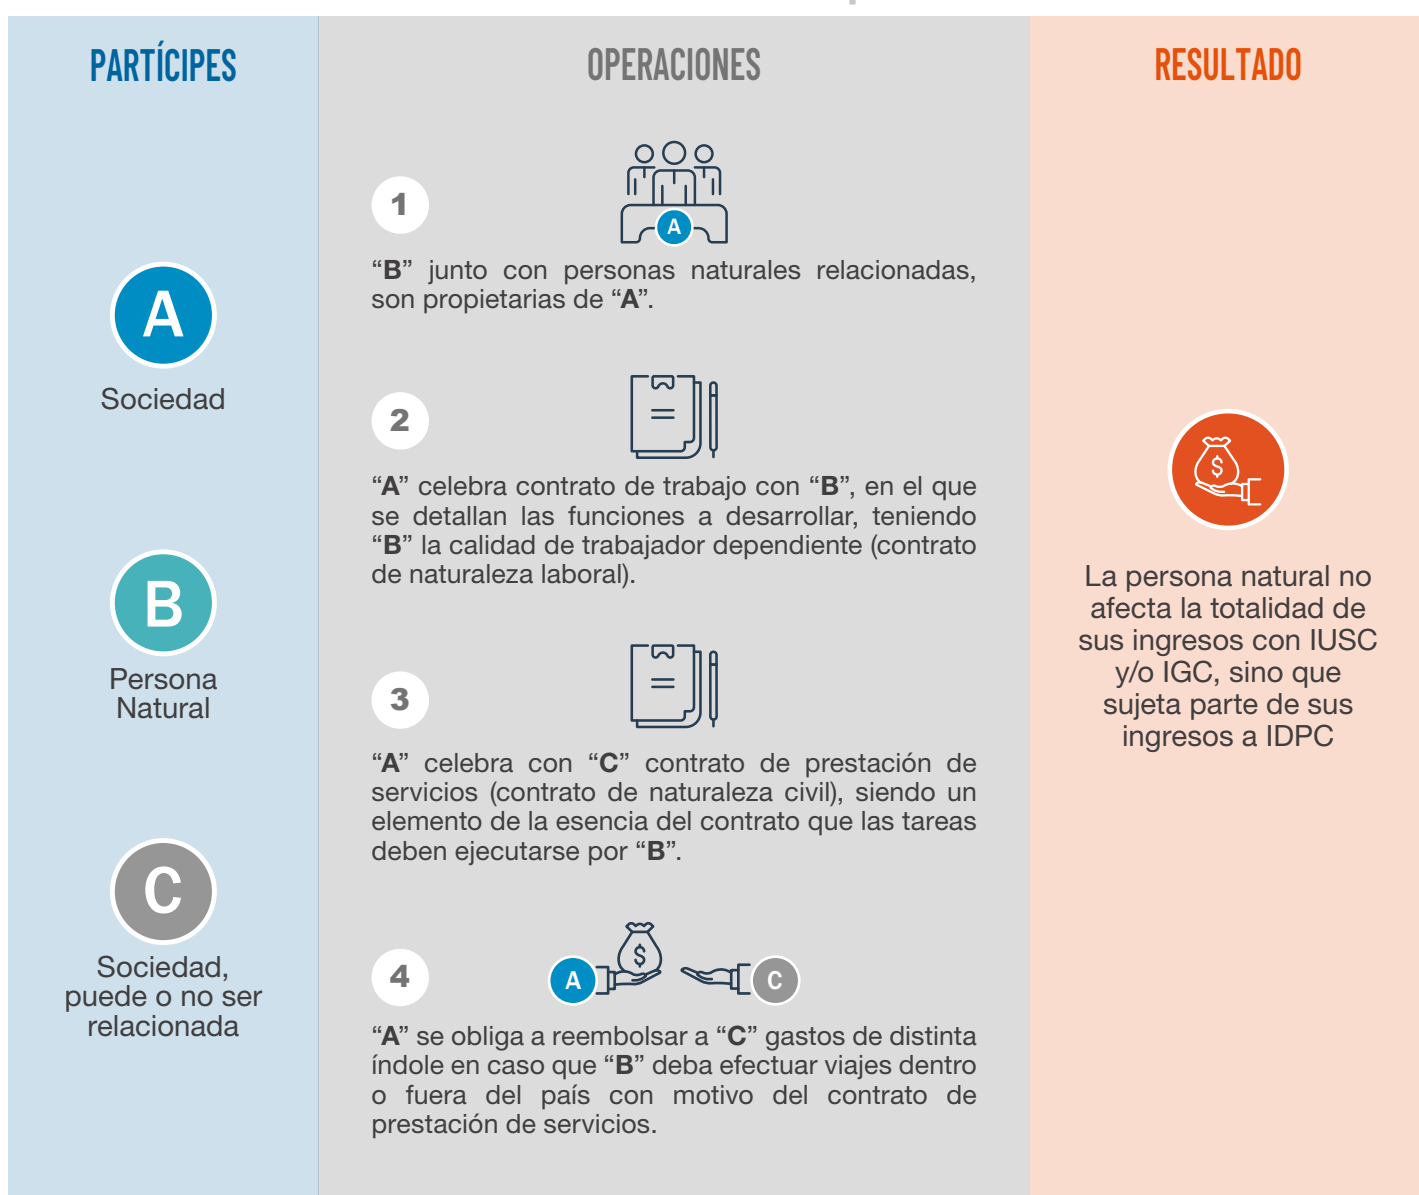 PARTÍCIPES
A
Sociedad
B
Persona
Natural
C
Sociedad,
puede o no ser
relacionada
OPERACIONES
1
A
“B” junto con personas naturales relacionadas,
son propietarias de “A”.
2
“A” celebra contrato de trabajo con “B”, en el que
se detallan las funciones a desarrollar, teniendo
“B” la calidad de trabajador dependiente (contrato
de naturaleza laboral).
3
“A” celebra con “C” contrato de prestación de
servicios (contrato de naturaleza civil), siendo un
elemento de la esencia del contrato que las tareas
deben ejecutarse por “B”.
4
A
$
C
“A” se obliga a reembolsar a “C” gastos de distinta
índole en caso que “B” deba efectuar viajes dentro
o fuera del país con motivo del contrato de
prestación de servicios.
RESULTADO
$
La persona natural no
afecta la totalidad de
sus ingresos con IUSC
y/o IGC, sino que
sujeta parte de sus
ingresos a IDPC